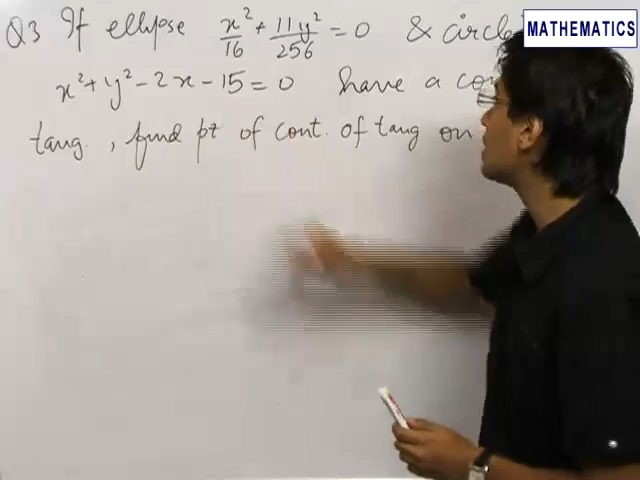 MATHEMATICS
Q3 If ellipse x²/16 + 11y²/256 = 0 & circle
x² + y² - 2x - 15 = 0 have a
tang. , find pt of cont. of tang on